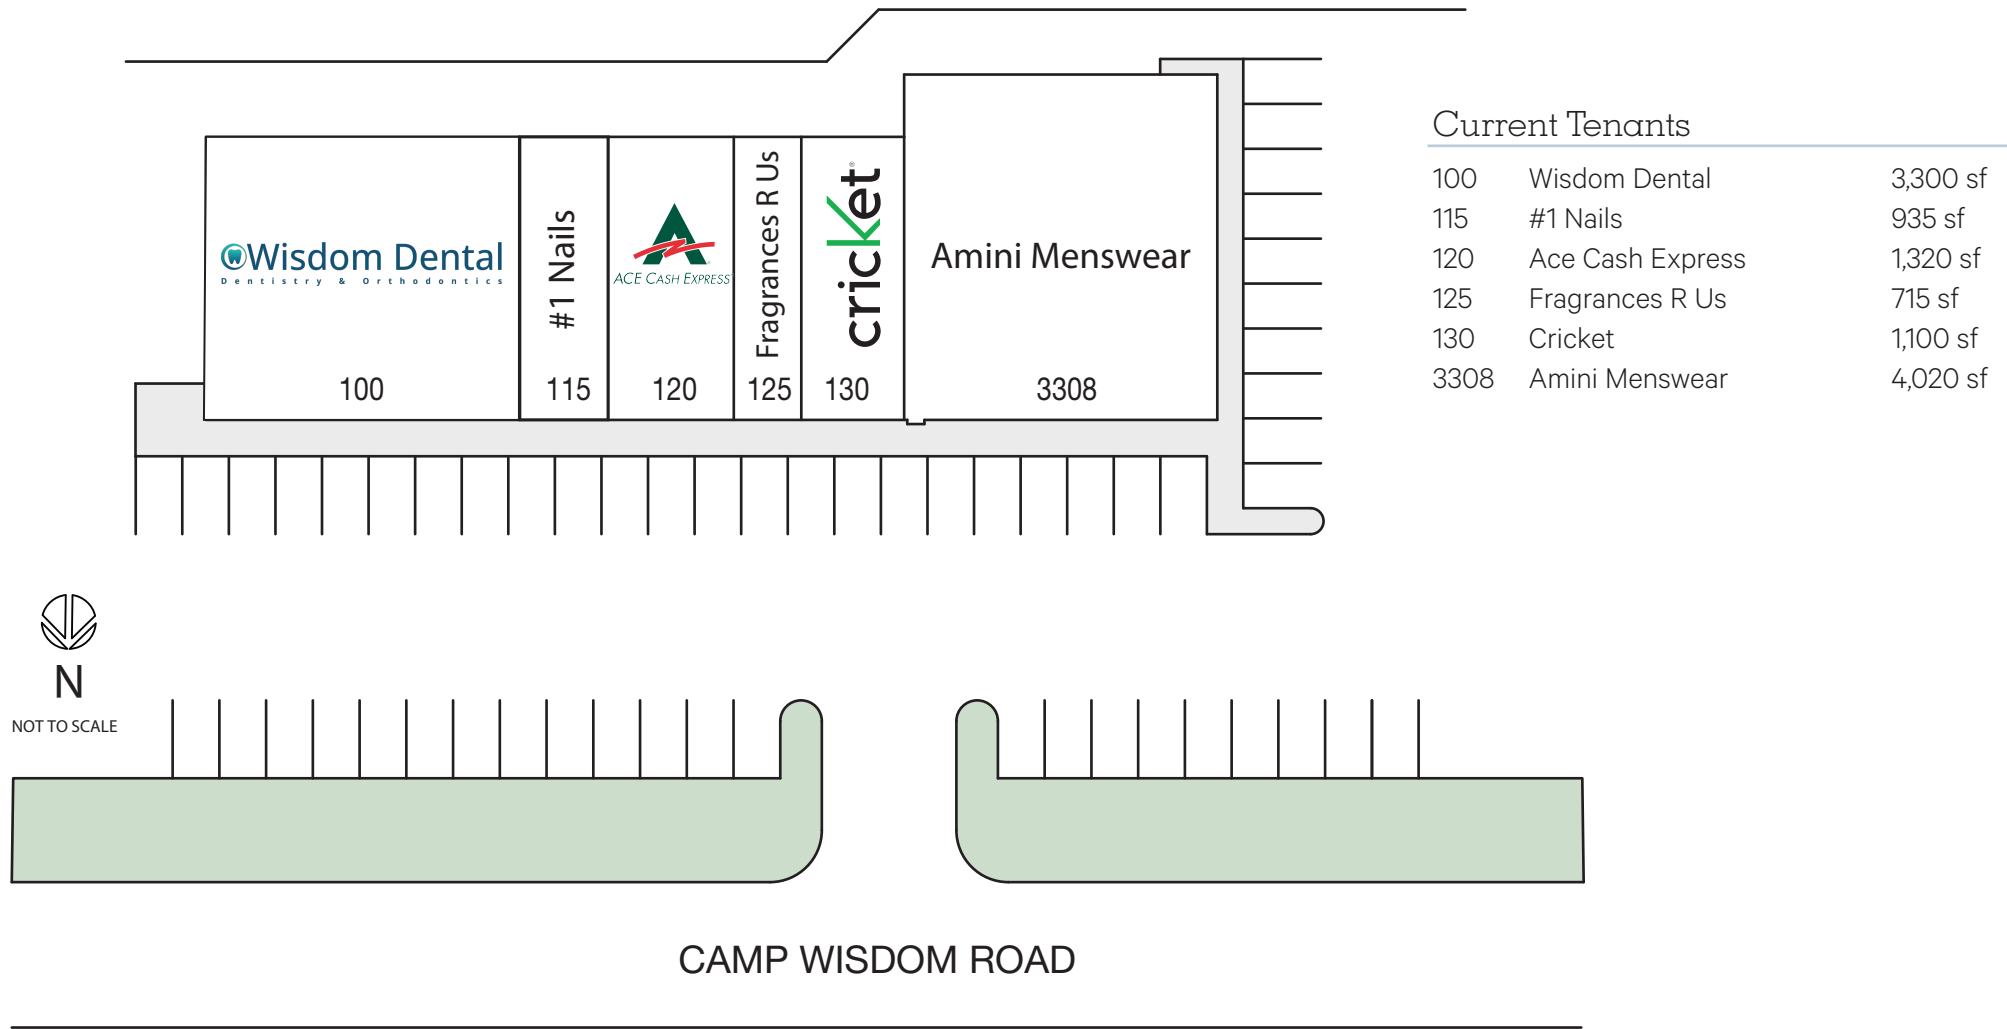 Current Tenants
100 Wisdom Dental 3,300 sf
115 #1 Nails 935 sf
120 Ace Cash Express 1,320 sf
125 Fragrances R Us 715 sf
130 Cricket 1,100 sf
3308 Amini Menswear 4,020 sf
Wisdom Dental
Dentistry & Orthodontics
100
#1 Nails
115
ACE CASH EXPRESS
120
Fragrances R Us
125
cricket
130
Amini Menswear
3308
N
NOT TO SCALE
CAMP WISDOM ROAD